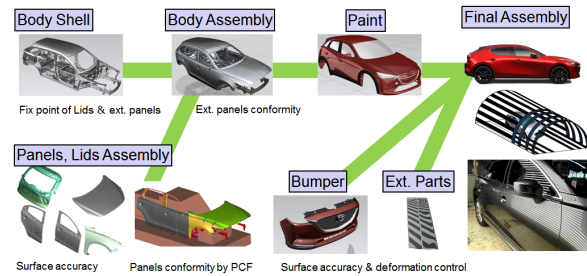 Body Shell
Body Assembly
Paint
Final Assembly
Fix point of Lids & ext. panels
Ext. panels conformity
Panels, Lids Assembly
Bumper
Ext. Parts
Surface accuracy
Panels conformity by PCF
Surface accuracy & deformation control